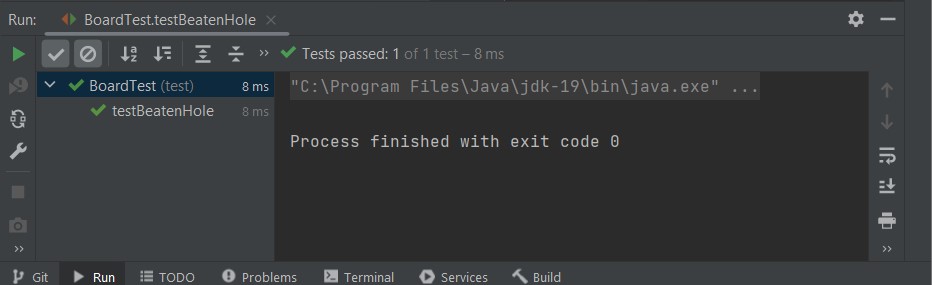 Run: BoardTest.testBeatenHole
Tests passed: 1 of 1 test – 8 ms
BoardTest (test) 8 ms
testBeatenHole 8 ms
"C:\Program Files\Java\jdk-19\bin\java.exe" ...
Process finished with exit code 0
Git Run TODO Problems Terminal Services Build